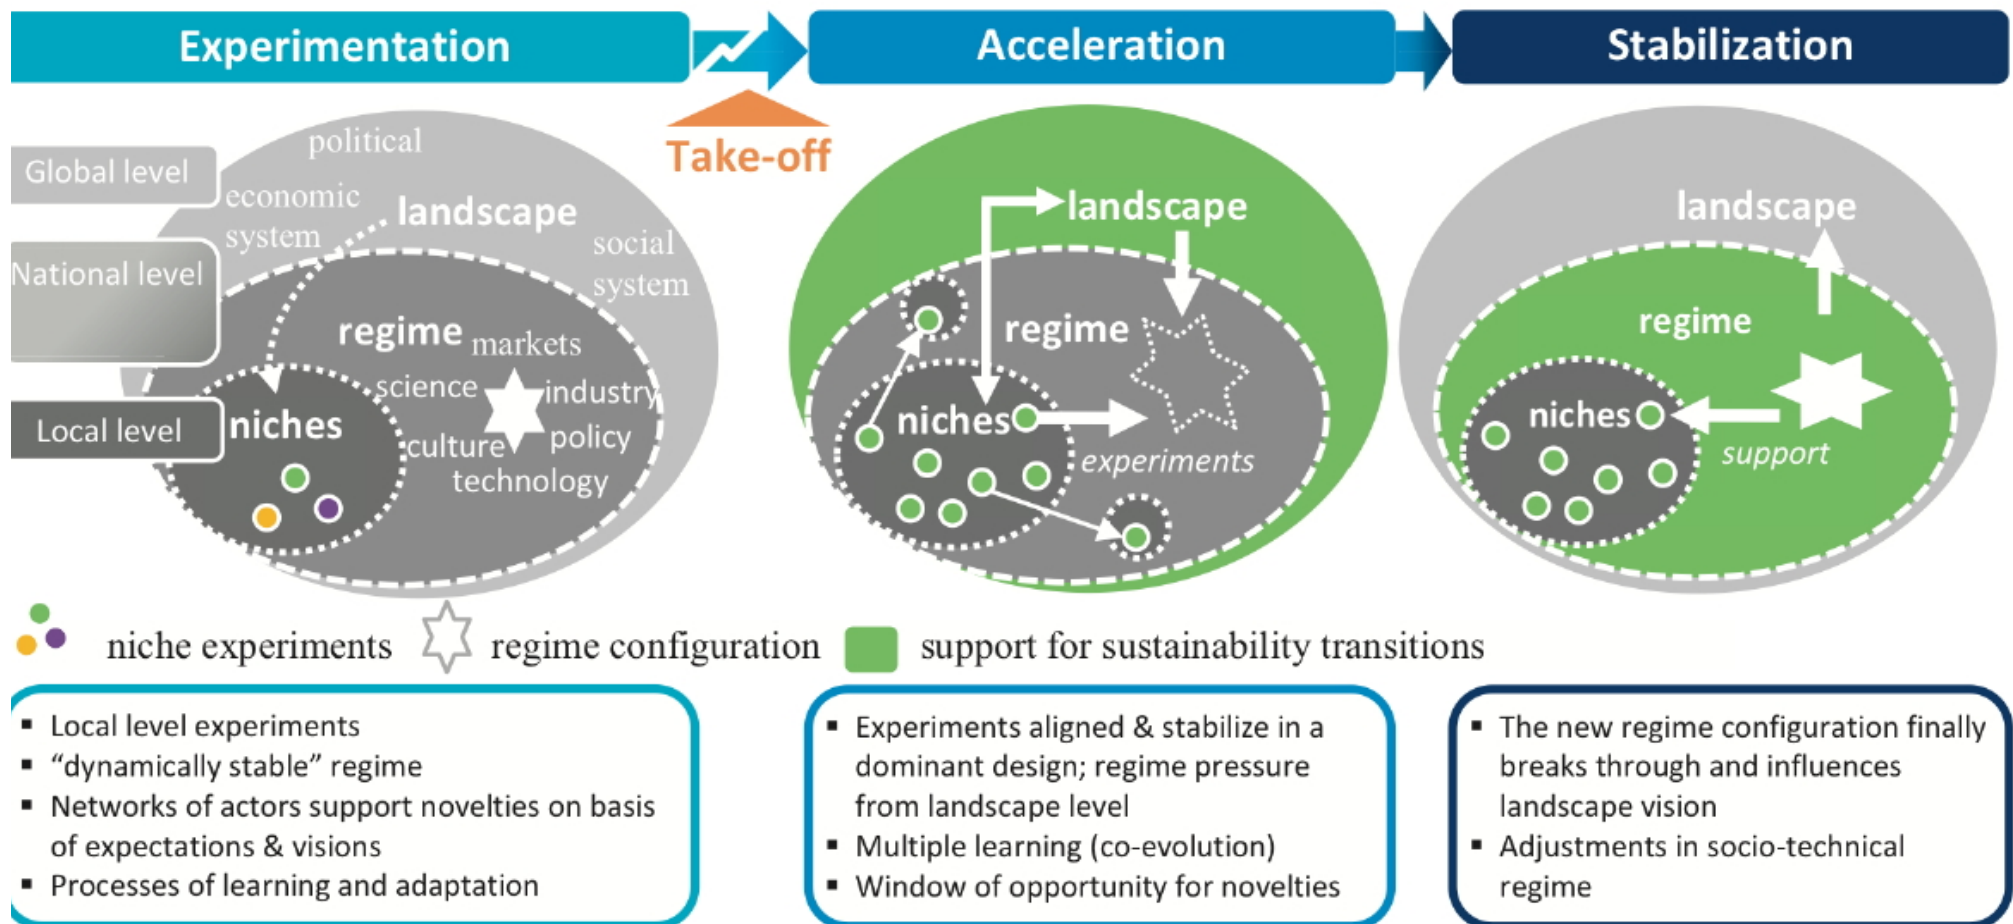 Experimentation
Acceleration
Stabilization
Take-off
Global level
National level
Local level
political
economic
system
landscape
social
system
regime
markets
science
industry
culture
policy
technology
niches
landscape
regime
niches
experiments
landscape
regime
niches
support
niche experiments
regime configuration
support for sustainability transitions
▪ Local level experiments
▪ “dynamically stable” regime
▪ Networks of actors support novelties on basis
of expectations & visions
▪ Processes of learning and adaptation
▪ Experiments aligned & stabilize in a
dominant design; regime pressure
from landscape level
▪ Multiple learning (co-evolution)
▪ Window of opportunity for novelties
▪ The new regime configuration finally
breaks through and influences
landscape vision
▪ Adjustments in socio-technical
regime